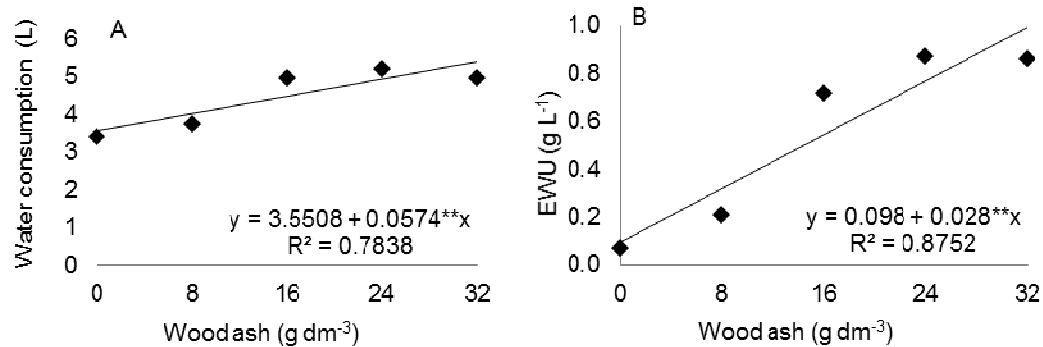 A
Water consumption (L)
6
5
4
3
2
1
0
y = 3.5508 + 0.0574**x
R² = 0.7838
0 8 16 24 32
Wood ash (g dm⁻³)
B
EWU (g L⁻¹)
1.0
0.8
0.6
0.4
0.2
0.0
y = 0.098 + 0.028**x
R² = 0.8752
0 8 16 24 32
Wood ash (g dm⁻³)